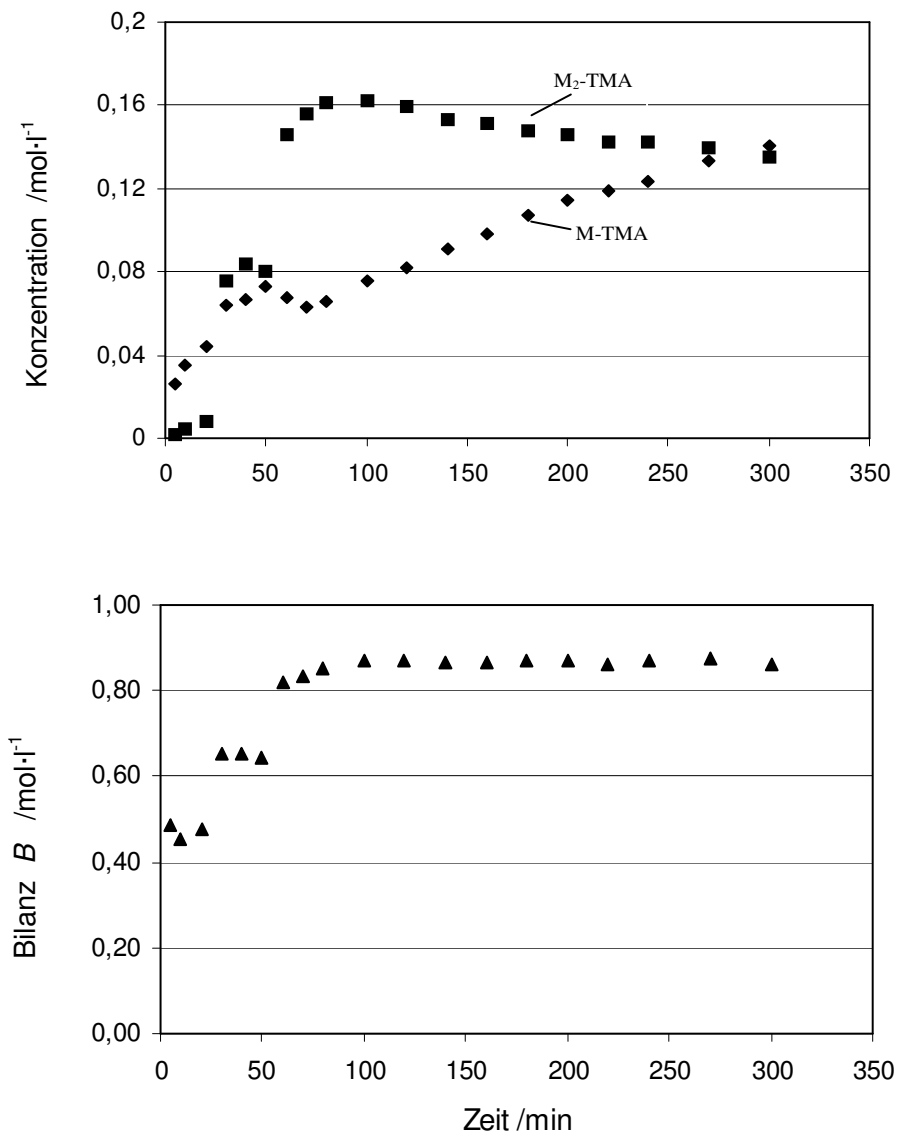 0,2
0,16
0,12
0,08
0,04
0
Konzentration /mol·l⁻¹
M₂-TMA
M-TMA
0 50 100 150 200 250 300 350
1,00
0,80
0,60
0,40
0,20
0,00
Bilanz B /mol·l⁻¹
0 50 100 150 200 250 300 350
Zeit /min